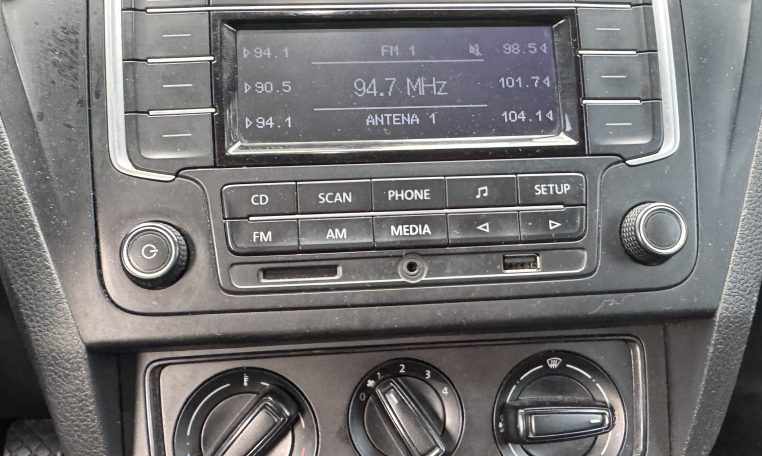 94.1 FM 1 98.5
90.5 94.7 MHz 101.7
94.1 ANTENA 1 104.1
CD SCAN PHONE SETUP
FM AM MEDIA
0 1 2 3 4